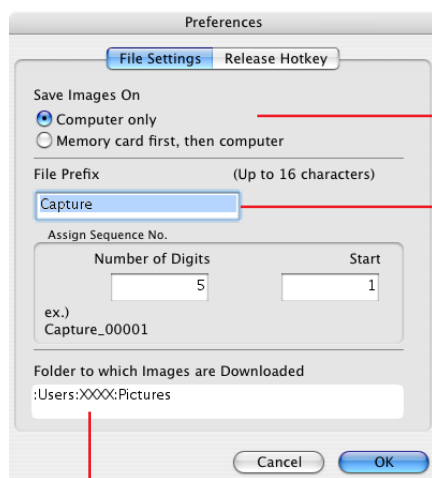 Preferences
File Settings Release Hotkey
Save Images On
Computer only
Memory card first, then computer
File Prefix (Up to 16 characters)
Capture
Assign Sequence No.
Number of Digits Start
5 1
ex.)
Capture_00001
Folder to which Images are Downloaded
:Users:XXXX:Pictures
Cancel OK